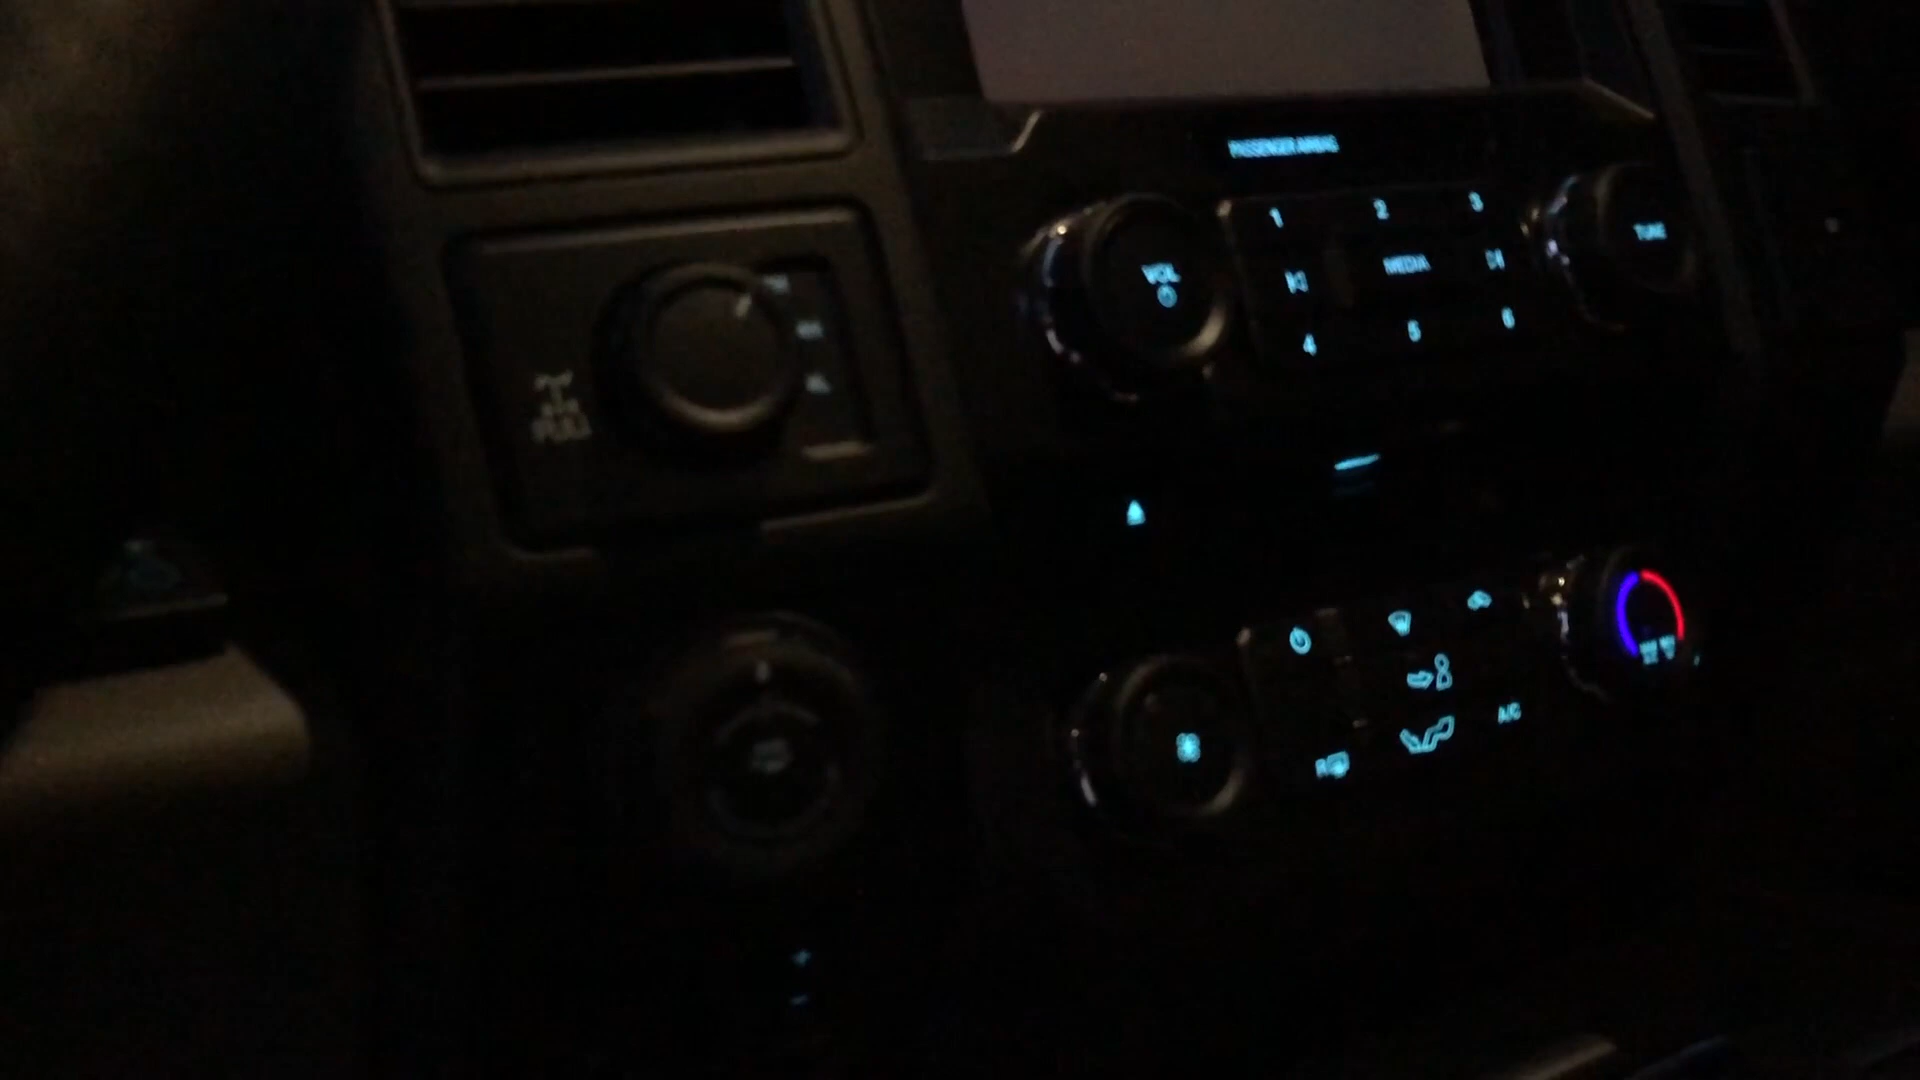 PASSENGER AIRBAG
1 2 3
VOL
MEDIA
TUNE
4 5 6
PULL
A/C
R